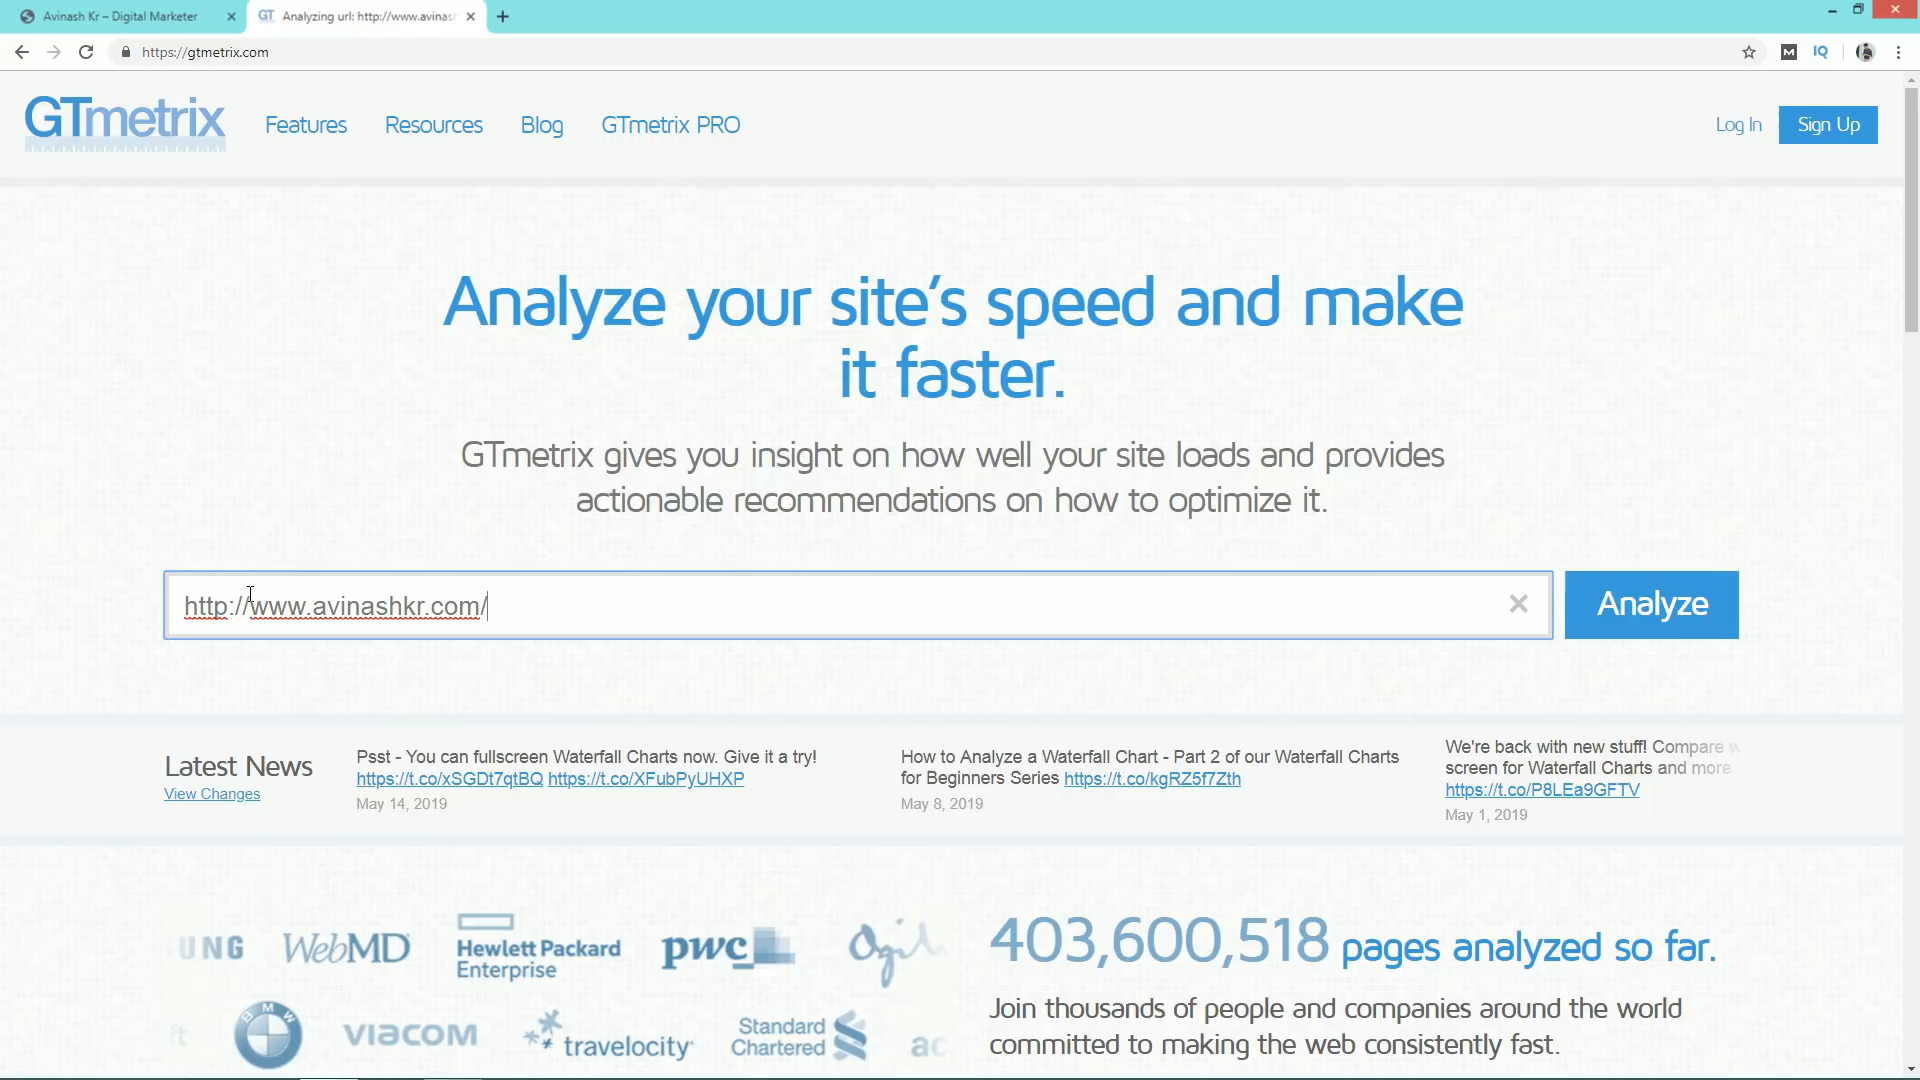 Avinash Kr – Digital Marketer
GT Analyzing url: http://www.avinash
https://gtmetrix.com
M IQ
GTmetrix
Features Resources Blog GTmetrix PRO
Log In Sign Up
Analyze your site's speed and make
it faster.
GTmetrix gives you insight on how well your site loads and provides
actionable recommendations on how to optimize it.
http://www.avinashkr.com/
Analyze
Latest News
View Changes
Psst - You can fullscreen Waterfall Charts now. Give it a try!
https://t.co/xSGDt7qtBQ https://t.co/XFubPyUHXP
May 14, 2019
How to Analyze a Waterfall Chart - Part 2 of our Waterfall Charts
for Beginners Series https://t.co/kgRZ5f7Zth
May 8, 2019
We're back with new stuff! Compare
screen for Waterfall Charts and more
https://t.co/P8LEa9GFTV
May 1, 2019
UNG WebMD Hewlett Packard
Enterprise
pwc Ogil
BMW VIACOM travelocity Standard
Chartered
ac
403,600,518 pages analyzed so far.
Join thousands of people and companies around the world
committed to making the web consistently fast.